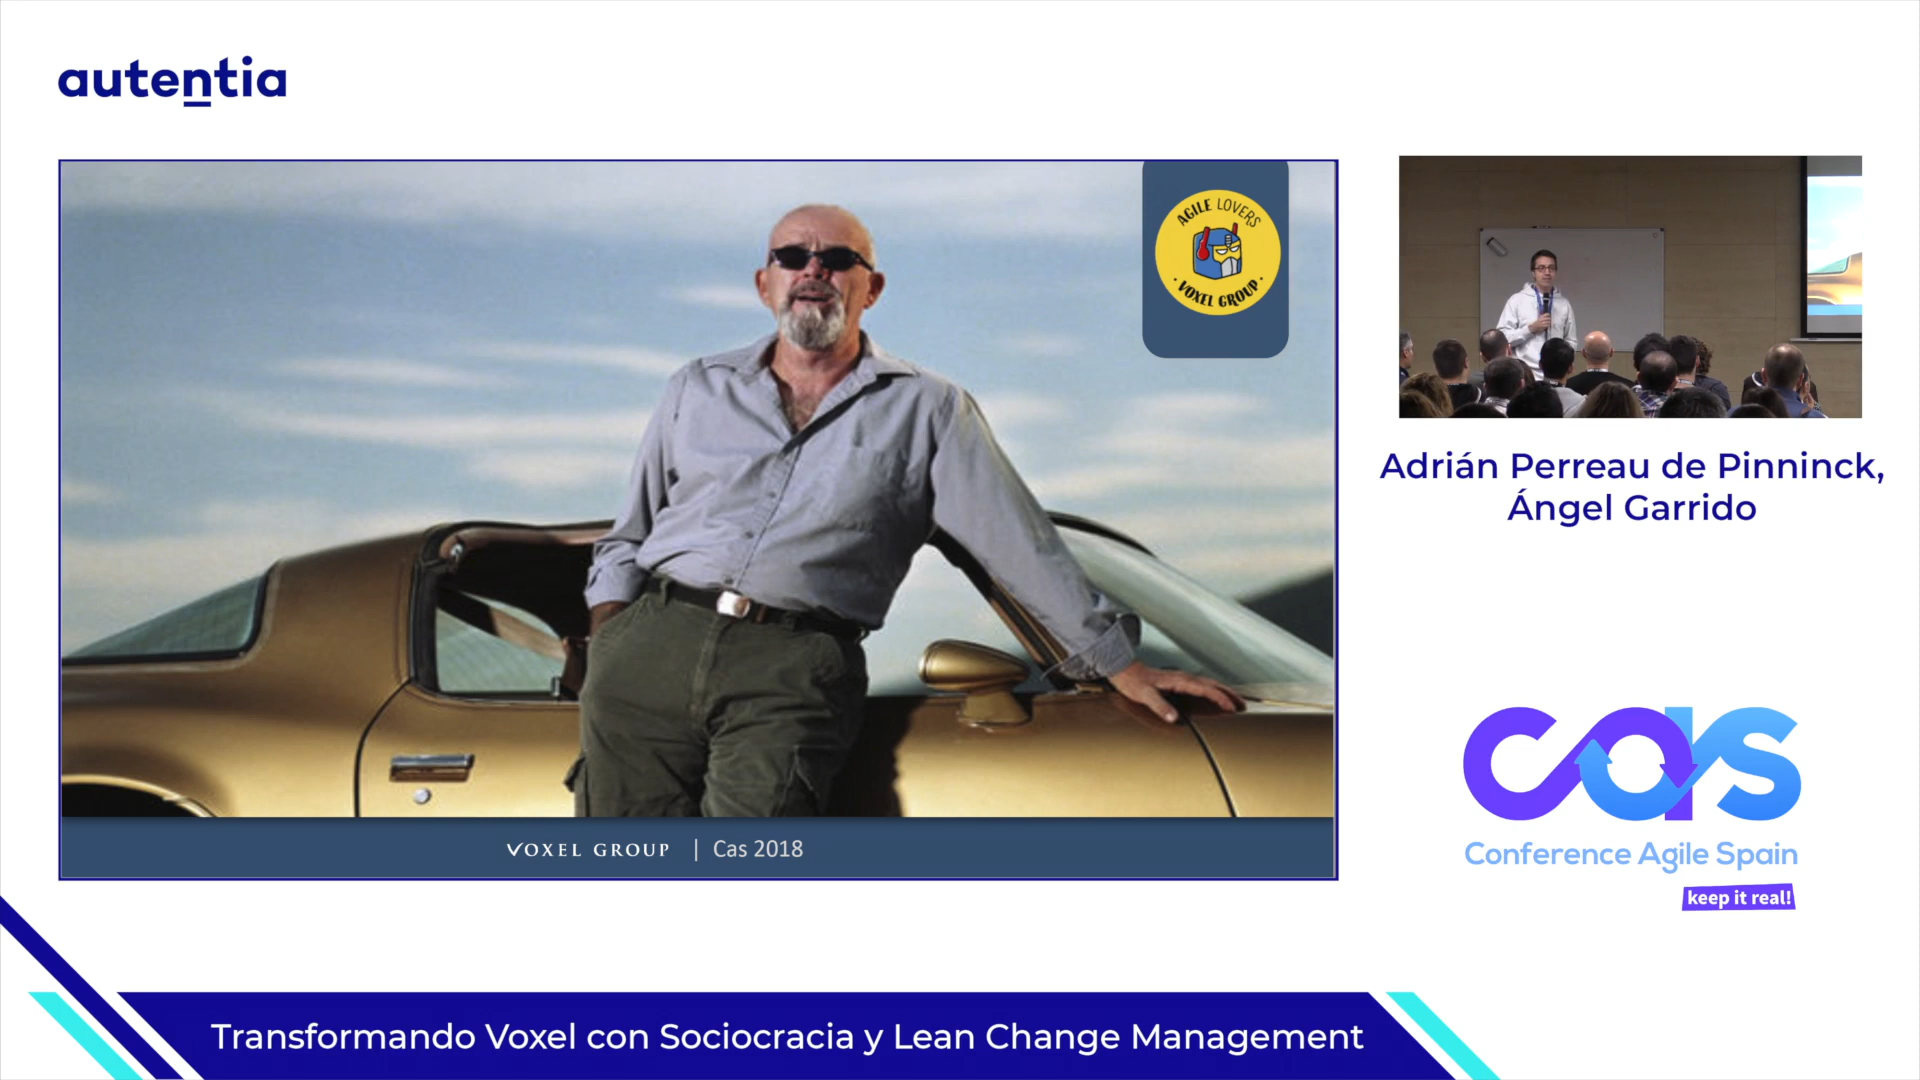 autentia
AGILE LOVERS
VOXEL GROUP
VOXEL GROUP | Cas 2018
Adrián Perreau de Pinninck,
Ángel Garrido
cas
Conference Agile Spain
keep it real!
Transformando Voxel con Sociocracia y Lean Change Management